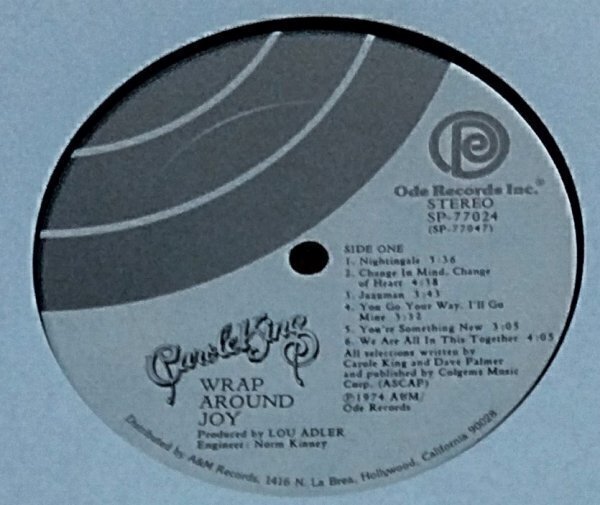 Ode Records Inc.®
STEREO
SP-77024
(SP-77047)
SIDE ONE
1. Nightingale 3:36
2. Change In Mind, Change
of Heart 4:38
3. Jazzman 3:43
4. You Go Your Way, I'll Go
Mine 3:32
5. You're Something New 3:05
6. We Are All In This Together 4:05
All selections written by
Carole King and Dave Palmer
and published by Colgems Music
Corp. (ASCAP)
℗1974 A&M/
Ode Records
Carole King
WRAP
AROUND
JOY
Produced by LOU ADLER
Engineer: Norm Kinney
Distributed by A&M Records, 1416 N. La Brea, Hollywood, California 90028